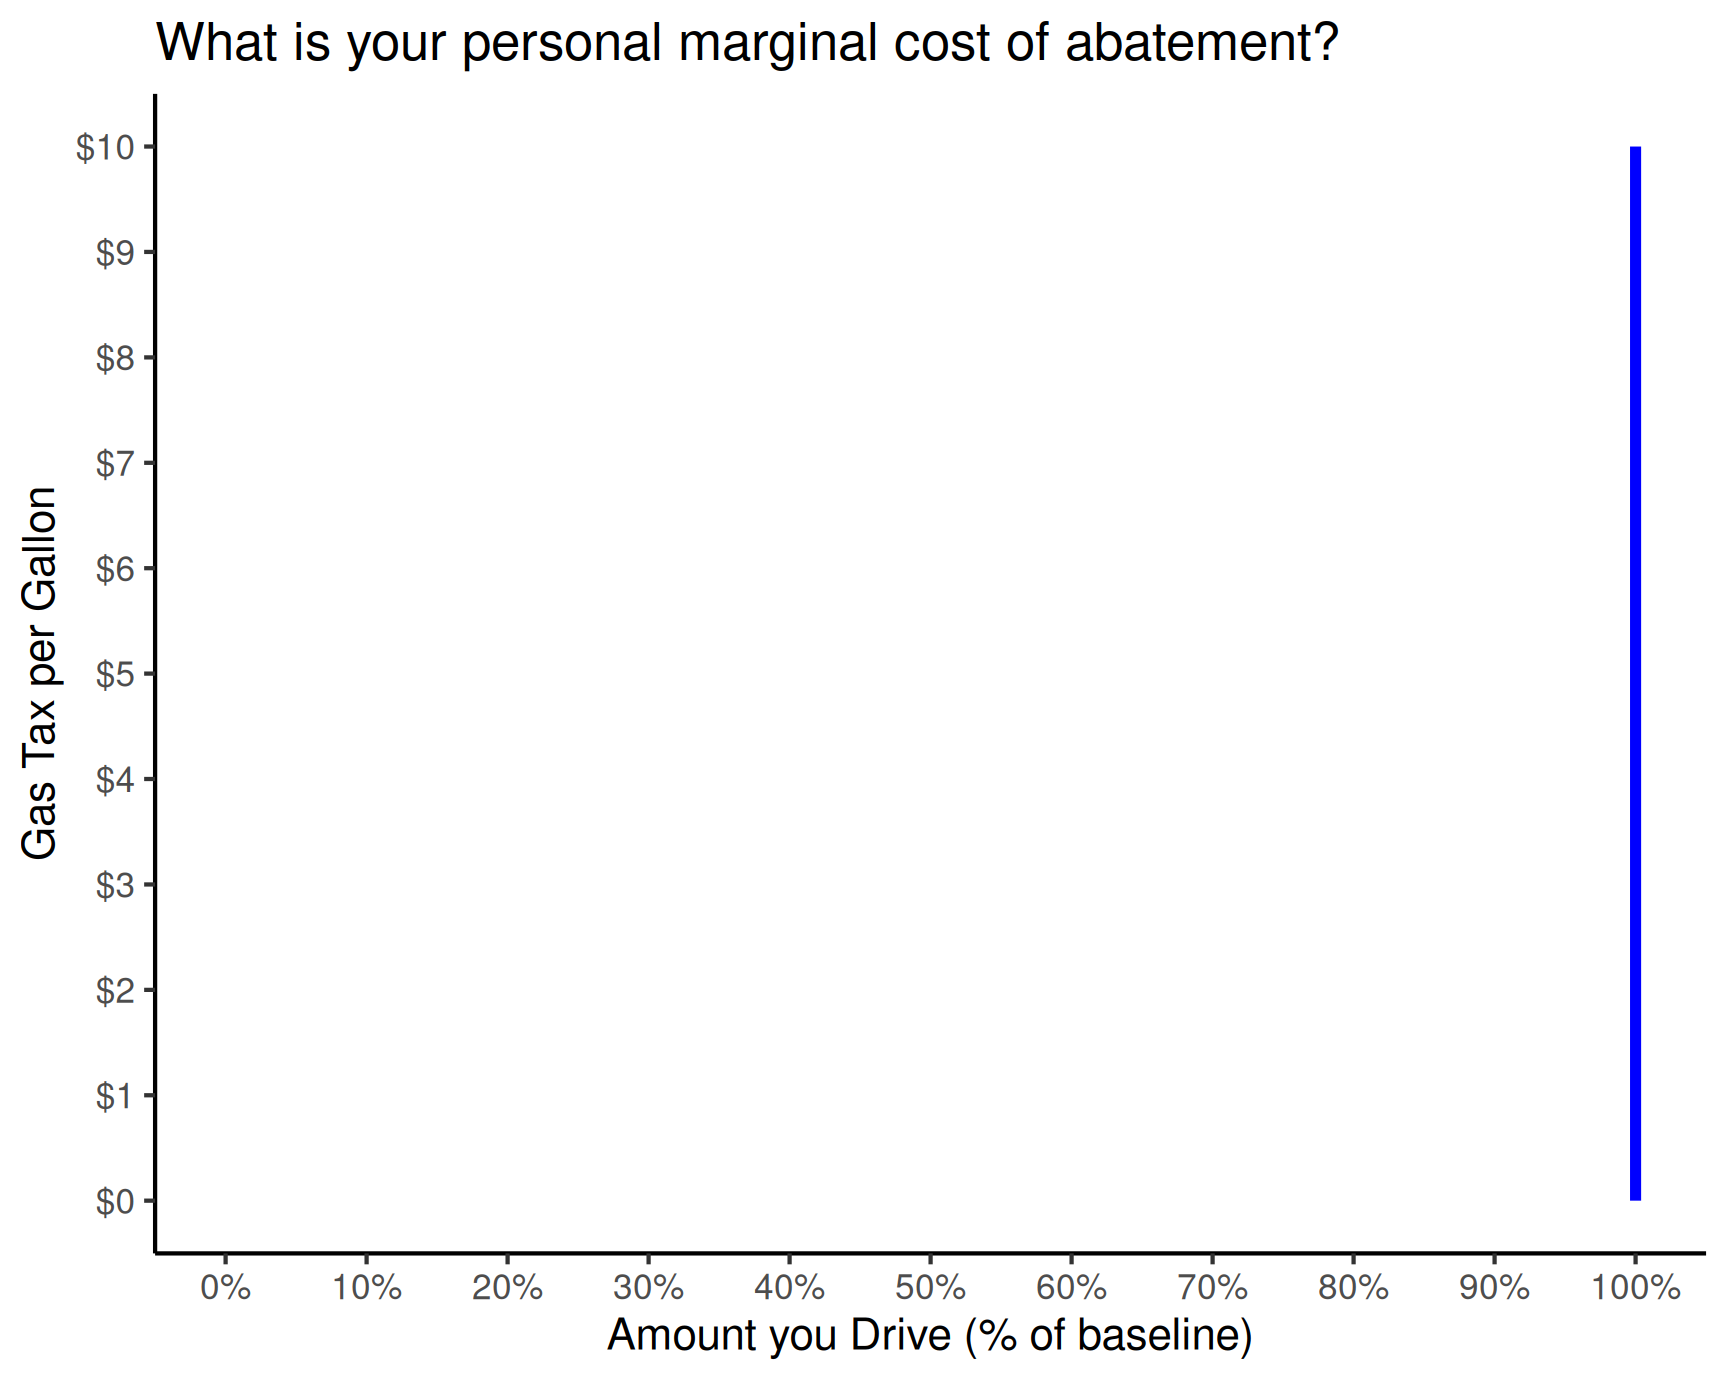 What is your personal marginal cost of abatement?
$10
$9
$8
$7
$6
$5
$4
$3
$2
$1
$0
Gas Tax per Gallon
0% 10% 20% 30% 40% 50% 60% 70% 80% 90% 100%
Amount you Drive (% of baseline)